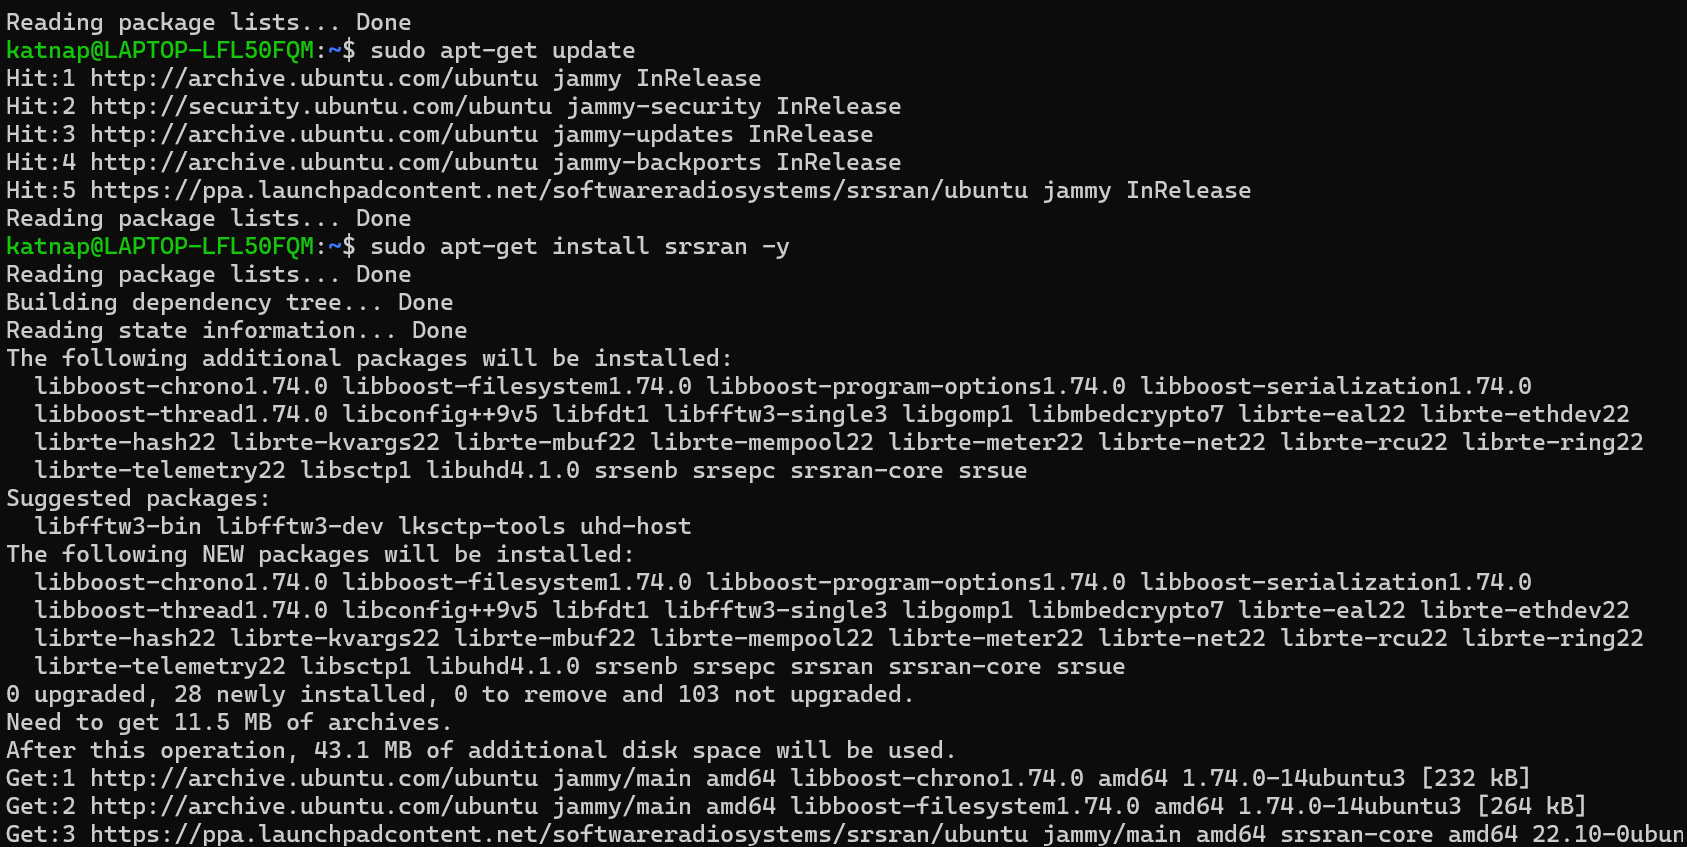 Reading package lists... Done
katnap@LAPTOP-LFL50FQM:~$ sudo apt-get update
Hit:1 http://archive.ubuntu.com/ubuntu jammy InRelease
Hit:2 http://security.ubuntu.com/ubuntu jammy-security InRelease
Hit:3 http://archive.ubuntu.com/ubuntu jammy-updates InRelease
Hit:4 http://archive.ubuntu.com/ubuntu jammy-backports InRelease
Hit:5 https://ppa.launchpadcontent.net/softwareradiosystems/srsran/ubuntu jammy InRelease
Reading package lists... Done
katnap@LAPTOP-LFL50FQM:~$ sudo apt-get install srsran -y
Reading package lists... Done
Building dependency tree... Done
Reading state information... Done
The following additional packages will be installed:
  libboost-chrono1.74.0 libboost-filesystem1.74.0 libboost-program-options1.74.0 libboost-serialization1.74.0
  libboost-thread1.74.0 libconfig++9v5 libfdt1 libfftw3-single3 libgomp1 libmbedcrypto7 librte-eal22 librte-ethdev22
  librte-hash22 librte-kvargs22 librte-mbuf22 librte-mempool22 librte-meter22 librte-net22 librte-rcu22 librte-ring22
  librte-telemetry22 libsctp1 libuhd4.1.0 srsenb srsepc srsran-core srsue
Suggested packages:
  libfftw3-bin libfftw3-dev lksctp-tools uhd-host
The following NEW packages will be installed:
  libboost-chrono1.74.0 libboost-filesystem1.74.0 libboost-program-options1.74.0 libboost-serialization1.74.0
  libboost-thread1.74.0 libconfig++9v5 libfdt1 libfftw3-single3 libgomp1 libmbedcrypto7 librte-eal22 librte-ethdev22
  librte-hash22 librte-kvargs22 librte-mbuf22 librte-mempool22 librte-meter22 librte-net22 librte-rcu22 librte-ring22
  librte-telemetry22 libsctp1 libuhd4.1.0 srsenb srsepc srsran srsran-core srsue
0 upgraded, 28 newly installed, 0 to remove and 103 not upgraded.
Need to get 11.5 MB of archives.
After this operation, 43.1 MB of additional disk space will be used.
Get:1 http://archive.ubuntu.com/ubuntu jammy/main amd64 libboost-chrono1.74.0 amd64 1.74.0-14ubuntu3 [232 kB]
Get:2 http://archive.ubuntu.com/ubuntu jammy/main amd64 libboost-filesystem1.74.0 amd64 1.74.0-14ubuntu3 [264 kB]
Get:3 https://ppa.launchpadcontent.net/softwareradiosystems/srsran/ubuntu jammy/main amd64 srsran-core amd64 22.10-0ubun